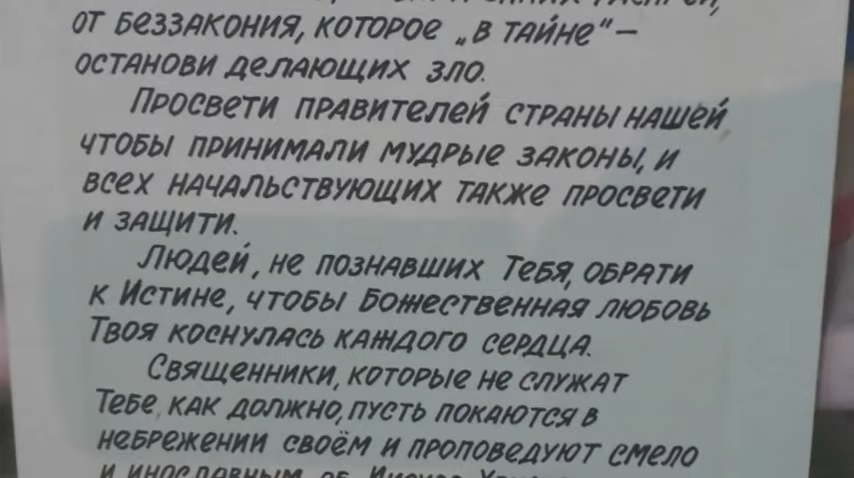 от беззакония, которое „в тайне“ –
останови делающих зло.
Просвети правителей страны нашей
чтобы принимали мудрые законы, и
всех начальствующих также просвети
и защити.
Людей, не познавших Тебя, обрати
к Истине, чтобы Божественная любовь
Твоя коснулась каждого сердца.
Священники, которые не служат
Тебе, как должно, пусть покаются в
небрежении своём и проповедуют смело
и инославным об